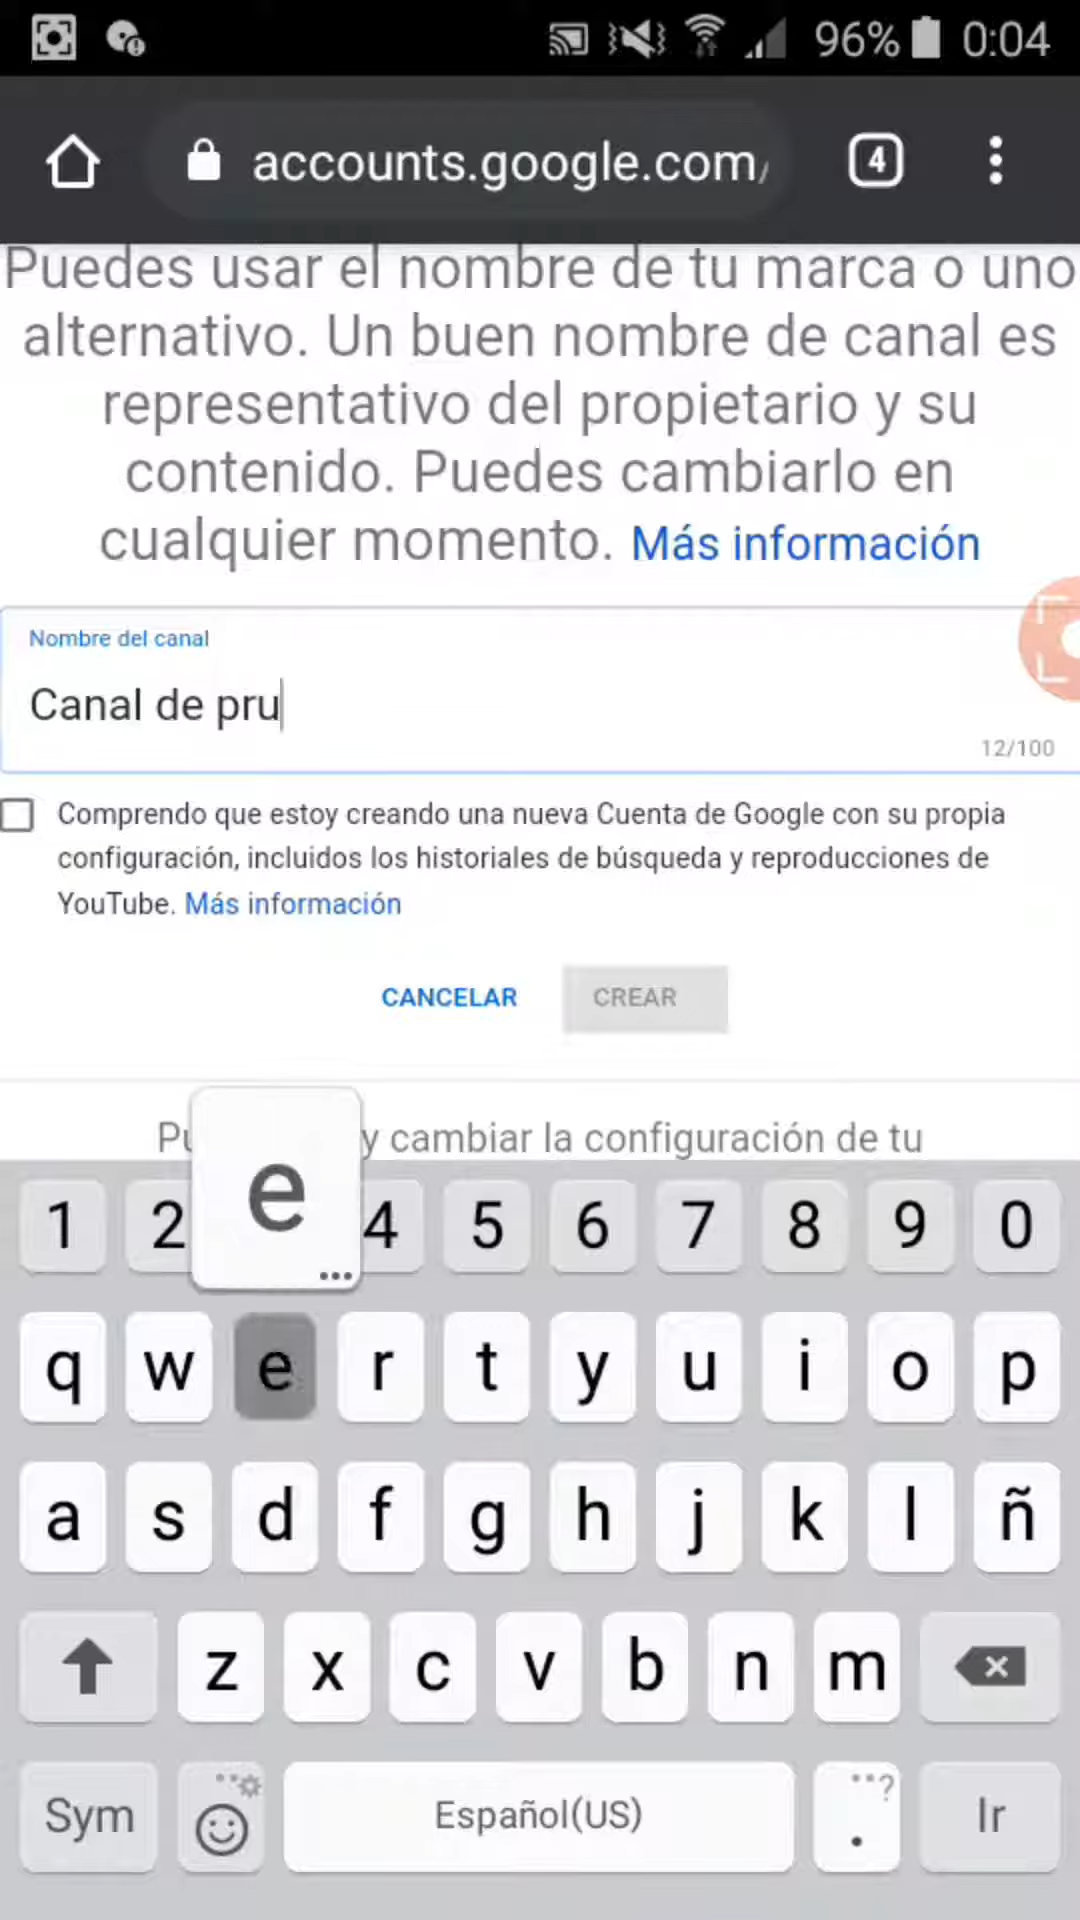 96% 0:04
accounts.google.com/ 4
Puedes usar el nombre de tu marca o uno
alternativo. Un buen nombre de canal es
representativo del propietario y su
contenido. Puedes cambiarlo en
cualquier momento. Más información
Nombre del canal
Canal de pru
12/100
Comprendo que estoy creando una nueva Cuenta de Google con su propia
configuración, incluidos los historiales de búsqueda y reproducciones de
YouTube. Más información
CANCELAR CREAR
y cambiar la configuración de tu
e
...
1 2 4 5 6 7 8 9 0
q w e r t y u i o p
a s d f g h j k l ñ
z x c v b n m
Sym Español(US) . ? Ir